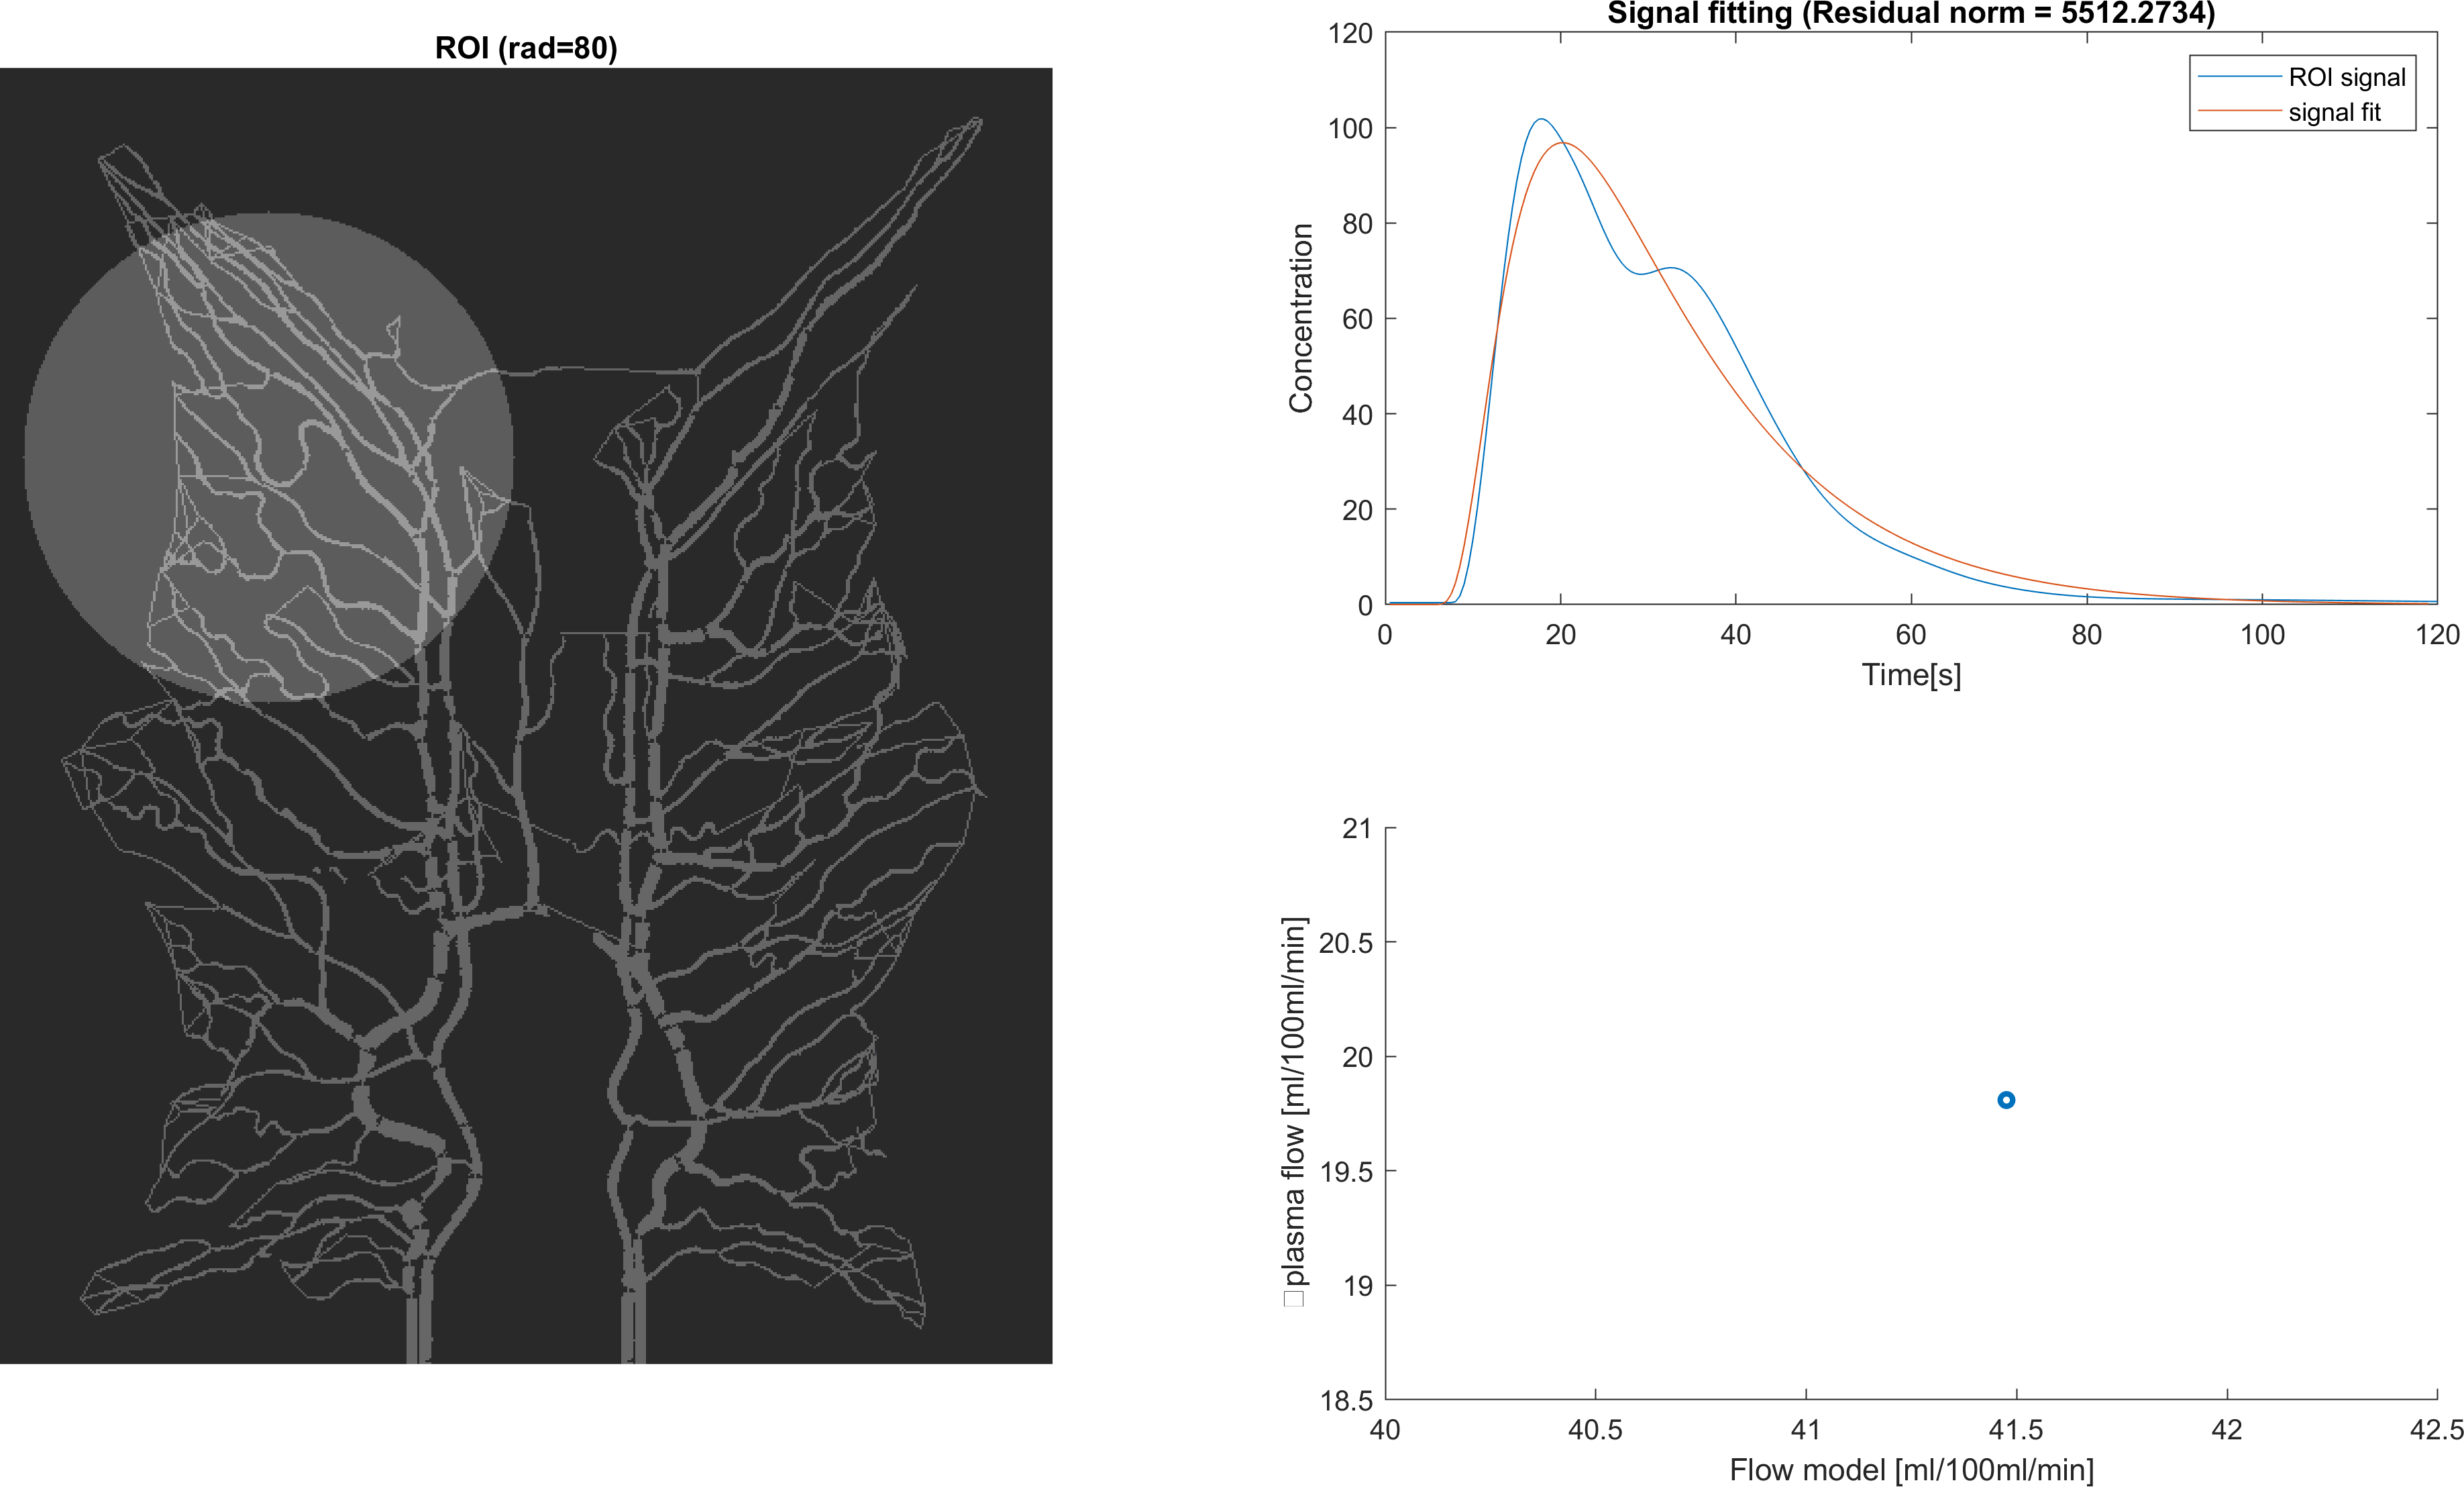 ROI (rad=80)
Signal fitting (Residual norm = 5512.2734)
120
100
80
60
40
20
0
Concentration
ROI signal
signal fit
0 20 40 60 80 100 120
Time[s]
21
20.5
20
19.5
19
18.5
□plasma flow [ml/100ml/min]
40 40.5 41 41.5 42 42.5
Flow model [ml/100ml/min]